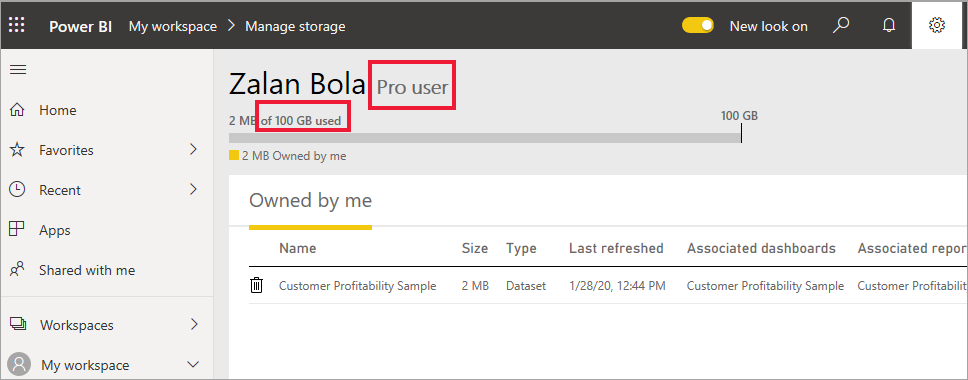 Power BI My workspace > Manage storage New look on
Zalan Bola Pro user
2 MB of 100 GB used 100 GB
2 MB Owned by me
Home
Favorites
Recent
Apps
Shared with me
Workspaces
My workspace
Owned by me
Name Size Type Last refreshed Associated dashboards Associated repor
Customer Profitability Sample 2 MB Dataset 1/28/20, 12:44 PM Customer Profitability Sample Customer Profitabilit